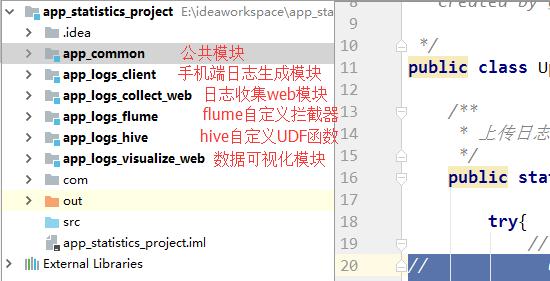 app_statistics_project E:\ideaworkspace\app_st
.idea
app_common 公共模块
app_logs_client 手机端日志生成模块
app_logs_collect_web 日志收集web模块
app_logs_flume flume自定义拦截器
app_logs_hive hive自定义UDF函数
app_logs_visualize_web 数据可视化模块
com
out
src
app_statistics_project.iml
External Libraries
8
10 */
11 public class Up
12
13 /**
14 * 上传日志
15 */
16 public stat
17
18 try{
19 //
20 //